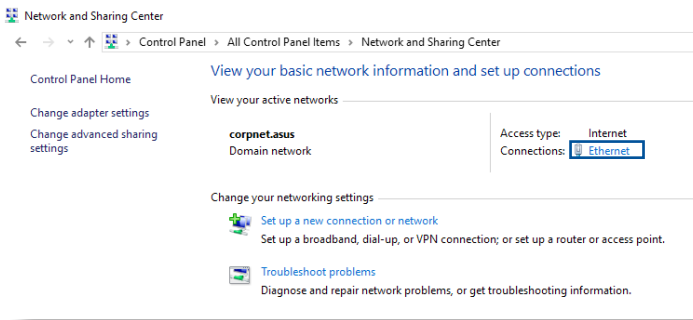 Network and Sharing Center
Control Panel > All Control Panel Items > Network and Sharing Center
Control Panel Home
Change adapter settings
Change advanced sharing
settings
View your basic network information and set up connections
View your active networks
corpnet.asus
Domain network
Access type: Internet
Connections: Ethernet
Change your networking settings
Set up a new connection or network
Set up a broadband, dial-up, or VPN connection; or set up a router or access point.
Troubleshoot problems
Diagnose and repair network problems, or get troubleshooting information.